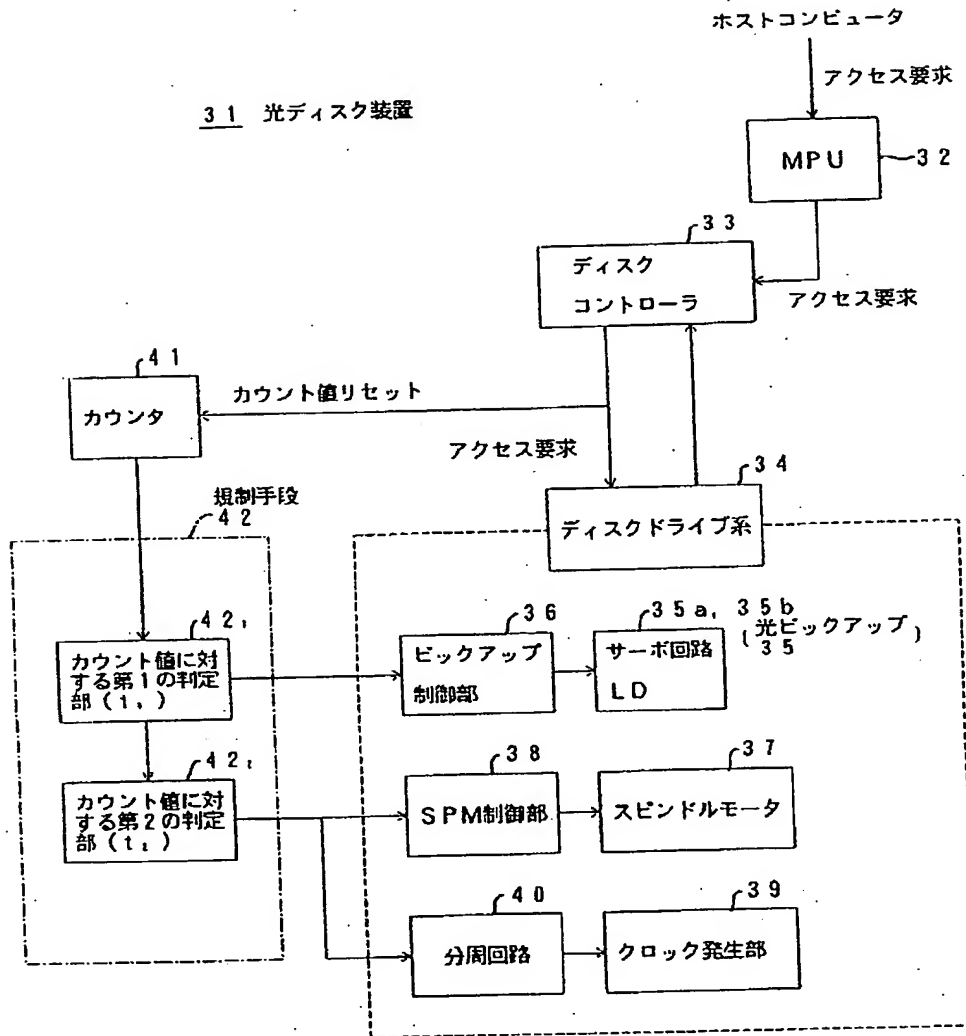 ホストコンピュータ
アクセス要求
31 光ディスク装置
MPU
32
33
ディスク
コントローラ
アクセス要求
41
カウンタ
カウント値リセット
アクセス要求
34
ディスクドライブ系
規制手段
42
42₁
カウント値に対
する第1の判定
部(t₁)
36
ピックアップ
制御部
35a, 35b
(光ピックアップ)
35
サーボ回路
LD
42₂
カウント値に対
する第2の判定
部(t₂)
38
SPM制御部
37
スピンドルモータ
40
分周回路
39
クロック発生部